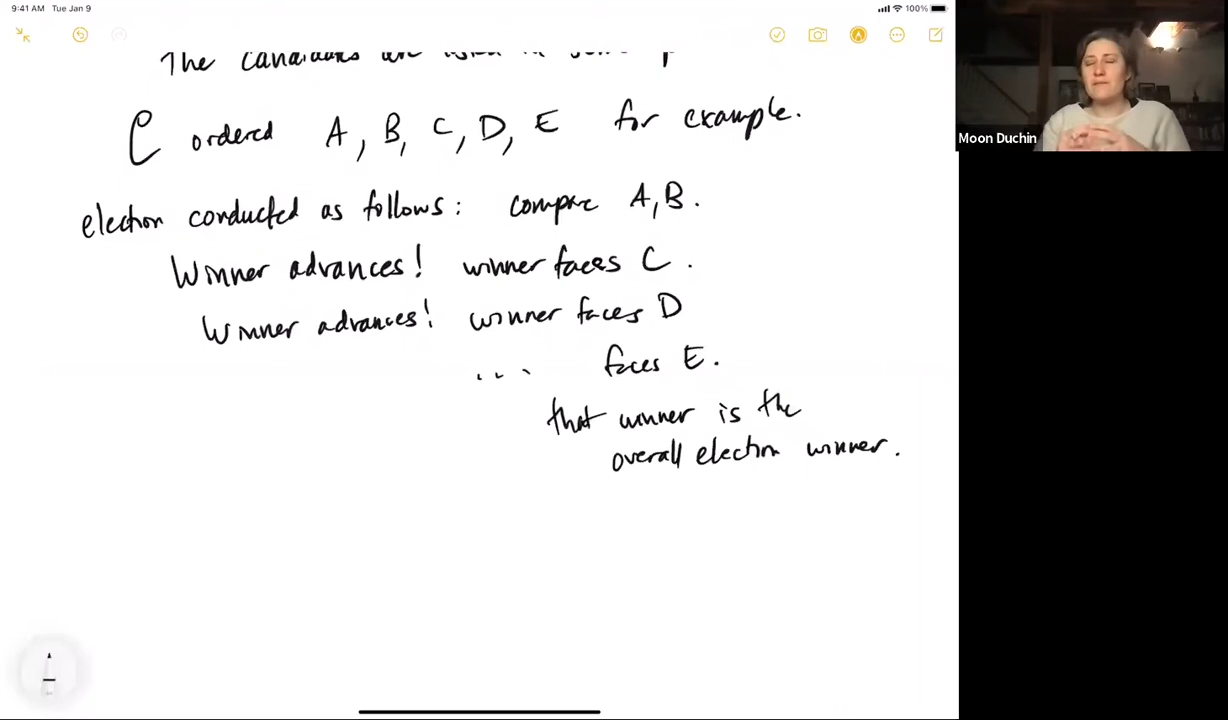 9:41 AM Tue Jan 9
100%
The
C ordered A, B, C, D, E for example.
election conducted as follows: compare A, B.
Winner advances! winner faces C.
Winner advances! winner faces D
... faces E.
that winner is the
overall election winner.
Moon Duchin